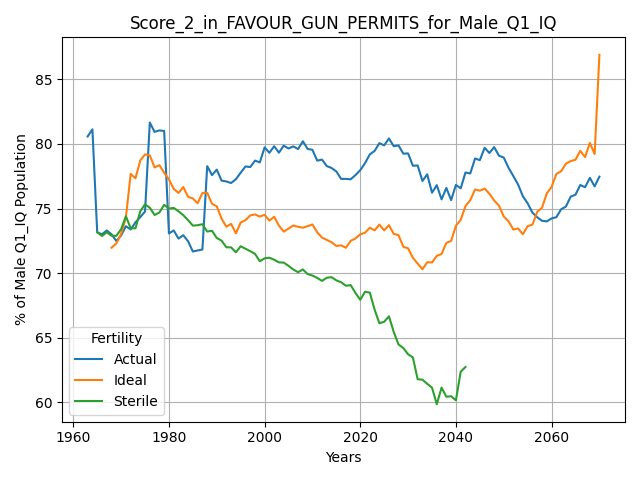 Score_2_in_FAVOUR_GUN_PERMITS_for_Male_Q1_IQ
% of Male Q1_IQ Population
85
80
75
70
65
60
Fertility
Actual
Ideal
Sterile
1960 1980 2000 2020 2040 2060
Years